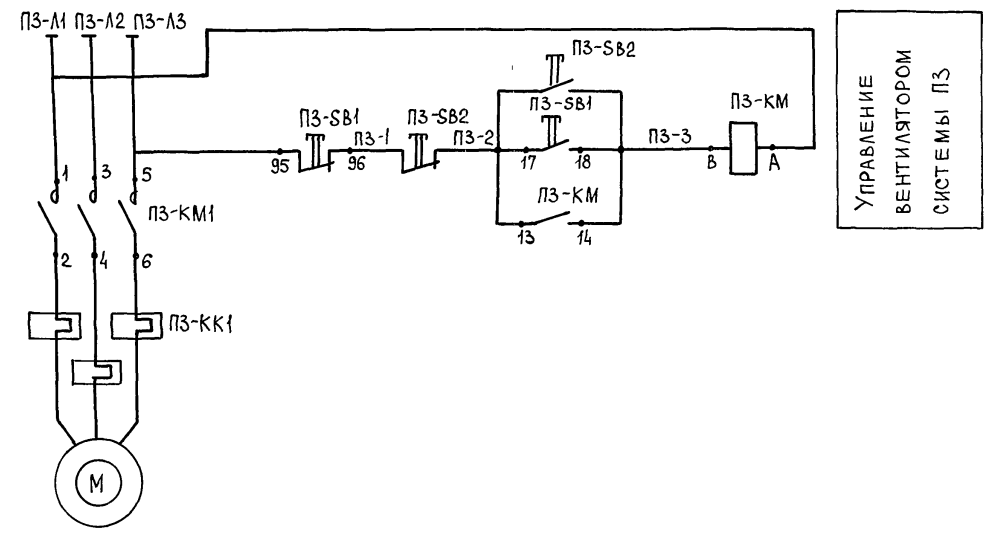 П3-Л1 П3-Л2 П3-Л3
П3-SB2
П3-SB1
П3-KM
П3-SB1
П3-1
П3-SB2
П3-2
П3-3
95
96
17
18
В
А
П3-КМ
13
14
1
3
5
П3-КМ1
2
4
6
П3-КК1
М
Управление
вентилятором
системы П3